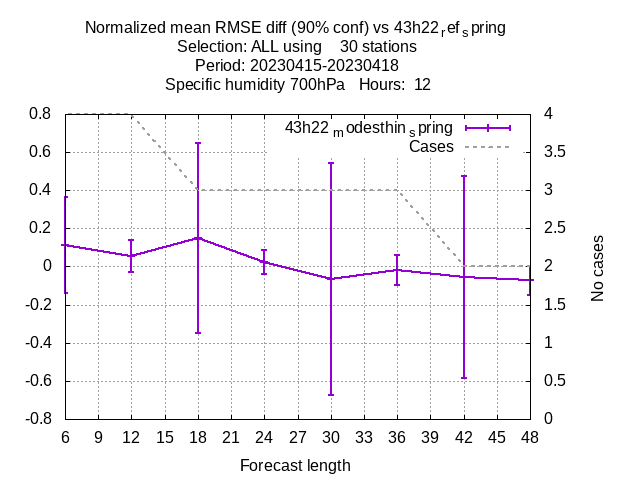 Normalized mean RMSE diff (90% conf) vs 43h22refspring
Selection: ALL using    30 stations
Period: 20230415-20230418
Specific humidity 700hPa   Hours:  12
43h22 modesthinspring
Cases
0.8
0.6
0.4
0.2
0
-0.2
-0.4
-0.6
-0.8
4
3.5
3
2.5
2
1.5
1
0.5
0
No cases
6 9 12 15 18 21 24 27 30 33 36 39 42 45 48
Forecast length